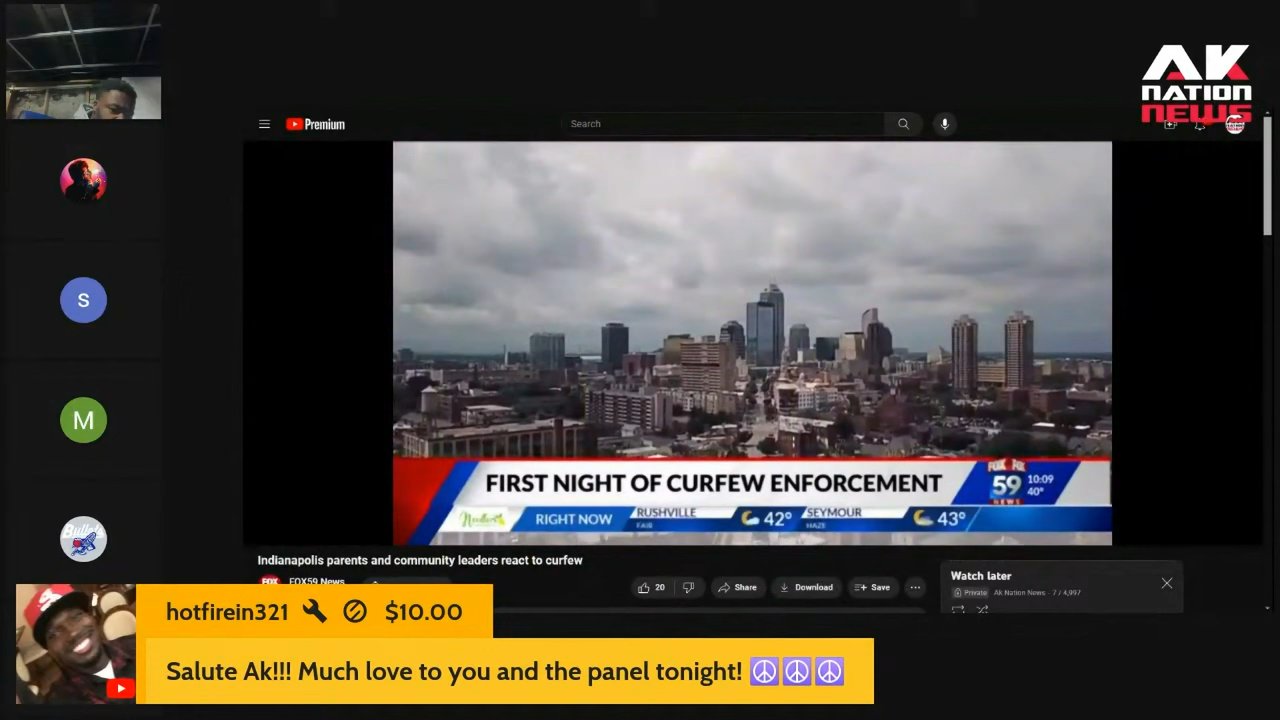 AK
NATION
NEWS
Premium
Search
S
M
Bullets
FIRST NIGHT OF CURFEW ENFORCEMENT
FOX
59
NEWS
10:09
40°
RIGHT NOW
RUSHVILLE
FAIR
42°
SEYMOUR
HAZE
43°
Indianapolis parents and community leaders react to curfew
FOX
FOX59 News
20
Share
Download
Save
Watch later
Private
Ak Nation News · 7 / 4,997
hotfirein321 $10.00
Salute Ak!!! Much love to you and the panel tonight! ☮☮☮